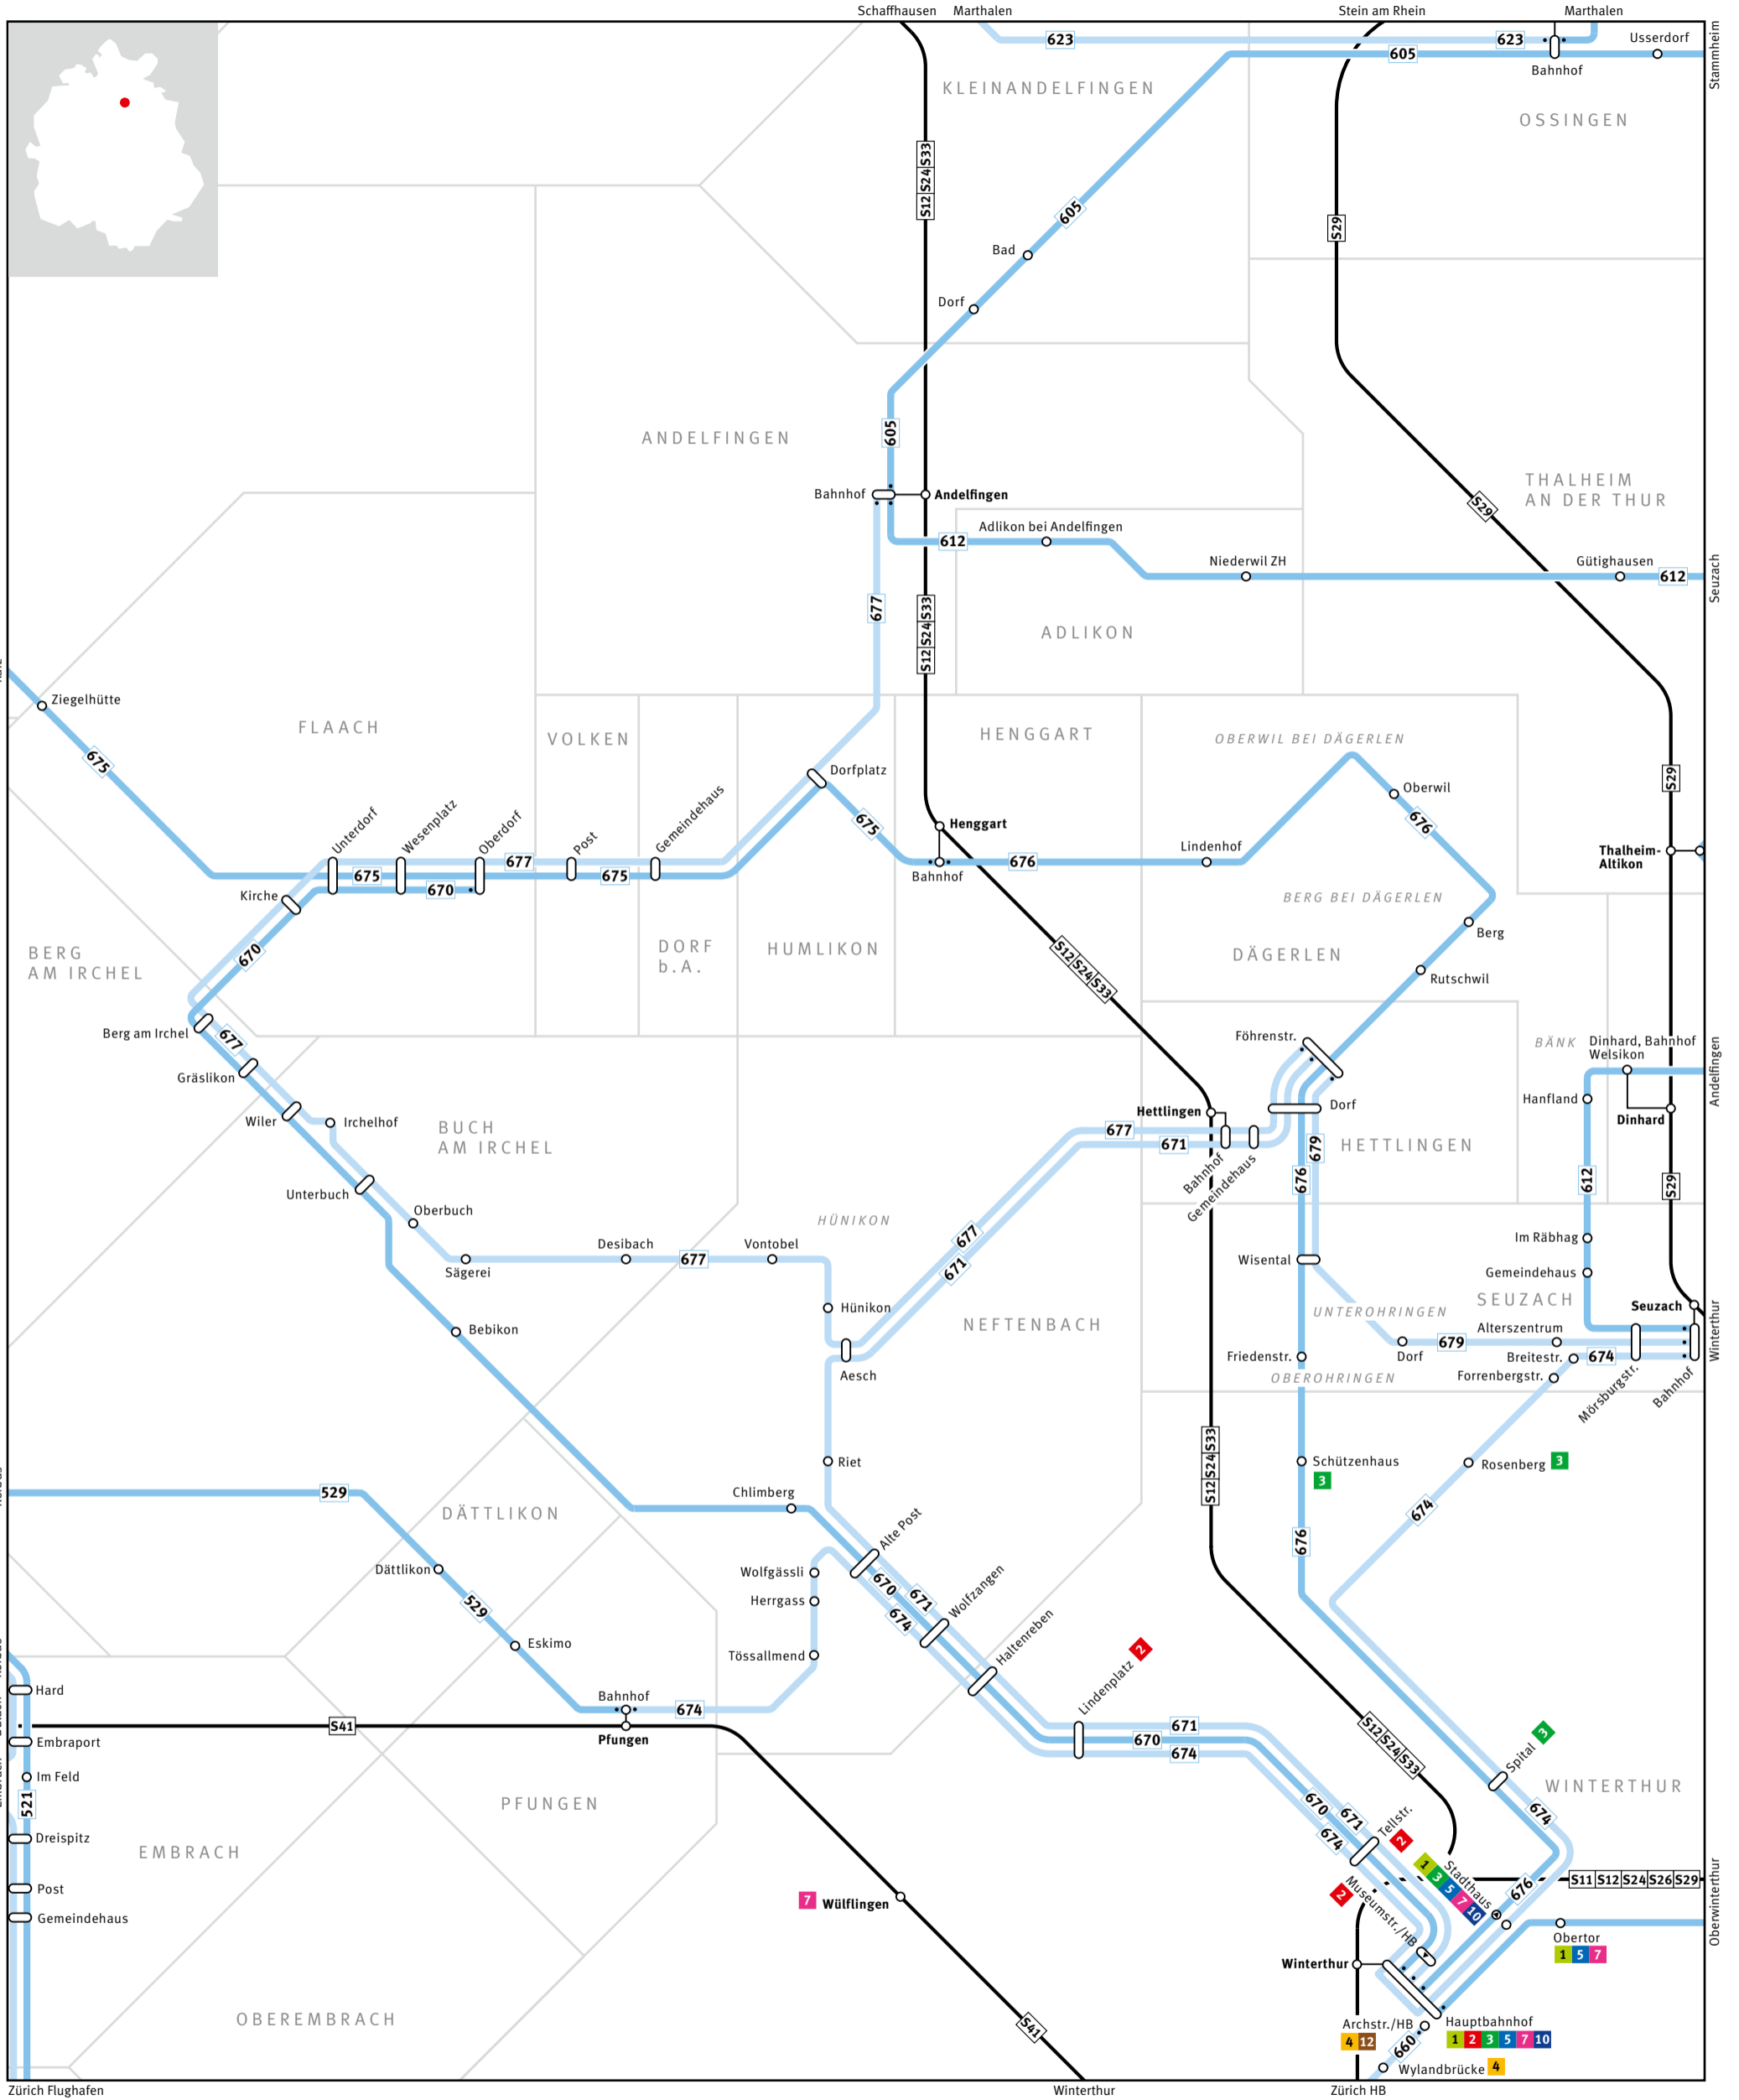 Schaffhausen
Marthalen
Stein am Rhein
Marthalen
623
623
605
Usserdorf
Bahnhof
Stammheim
KLEINANDELFINGEN
OSSINGEN
S12 S24 S33
S29
605
Bad
Dorf
ANDELFINGEN
605
THALHEIM
AN DER THUR
Bahnhof
Andelfingen
S29
612
Adlikon bei Andelfingen
Niederwil ZH
Gütighausen
612
Seuzach
677
S12 S24 S33
ADLIKON
Ziegelhütte
FLAACH
VOLKEN
HENGGART
OBERWIL BEI DÄGERLEN
675
Dorfplatz
Oberwil
S29
Unterdorf
Wesenplatz
Oberdorf
Post
Gemeindehaus
675
Henggart
676
677
675
675
670
Bahnhof
676
Lindenhof
Thalheim-
Altikon
Kirche
BERG BEI DÄGERLEN
Berg
670
BERG
AM IRCHEL
DORF
b.A.
HUMLIKON
DÄGERLEN
S12 S24 S33
Rutschwil
Berg am Irchel
677
Föhrenstr.
BÄNK
Dinhard, Bahnhof
Welsikon
Andelfingen
Gräslikon
Hanfland
Wiler
Irchelhof
Hettlingen
Dorf
Dinhard
BUCH
AM IRCHEL
677
671
679
HETTLINGEN
Bahnhof
Gemeindehaus
676
612
S29
Unterbuch
Oberbuch
HÜNIKON
677
Im Räbhag
Sägerei
Desibach
677
Vontobel
671
Wisental
Gemeindehaus
Hünikon
UNTEROHRINGEN
SEUZACH
Seuzach
Bebikon
NEFTENBACH
Alterszentrum
Winterthur
Aesch
Friedenstr.
Dorf
679
Breitestr.
674
OBEROHRINGEN
Forrenbergstr.
Mörsburgstr.
Bahnhof
S12 S24 S33
Riet
Schützenhaus
3
Rosenberg 3
529
Chlimberg
DÄTTLIKON
674
Alte Post
676
Dättlikon
Wolfgässli
670
671
674
Wolfzangen
529
Herrgass
Haltenreben
Eskimo
Tössallmend
Lindenplatz 2
Hard
Bahnhof
674
S41
Pfungen
671
670
674
S12 S24 S33
Spital 3
Embraport
Im Feld
WINTERTHUR
521
PFUNGEN
670
671
674
Tellstr. 2
674
Dreispitz
EMBRACH
1 3 5 7 10
Stadthaus
S11 S12 S24 S26 S29
Post
7 Wülflingen
2
Museumstr./HB
676
Oberwinterthur
Gemeindehaus
Obertor
1 5 7
Winterthur
OBEREMBRACH
S41
Archstr./HB
4 12
Hauptbahnhof
1 2 3 5 7 10
660
Wylandbrücke 4
Zürich Flughafen
Winterthur
Zürich HB